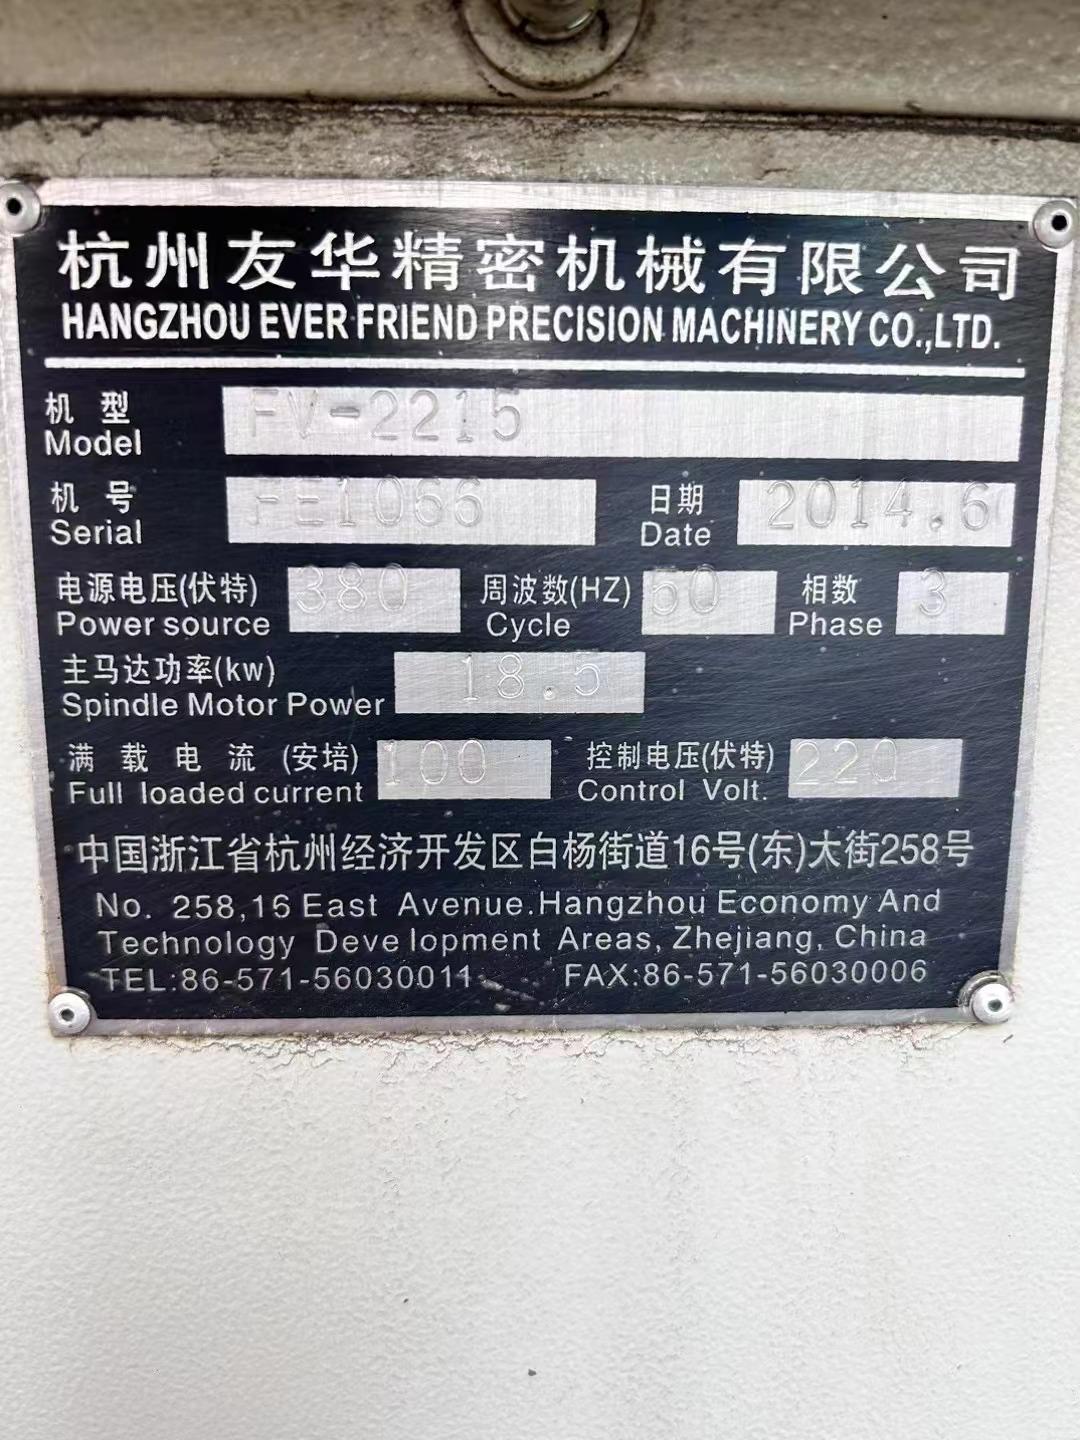 杭州友华精密机械有限公司
HANGZHOU EVER FRIEND PRECISION MACHINERY CO.,LTD.
机 型 FV-2215
Model
机 号 FE1066 日期 2014.6
Serial Date
电源电压(伏特) 380 周波数(HZ) 50 相数 3
Power source Cycle Phase
主马达功率(kw) 18.5
Spindle Motor Power
满 载 电 流 (安培) 100 控制电压(伏特) 220
Full loaded current Control Volt.
中国浙江省杭州经济开发区白杨街道16号(东)大街258号
No. 258,16 East Avenue.Hangzhou Economy And
Technology Development Areas, Zhejiang, China
TEL:86-571-56030011 FAX:86-571-56030006